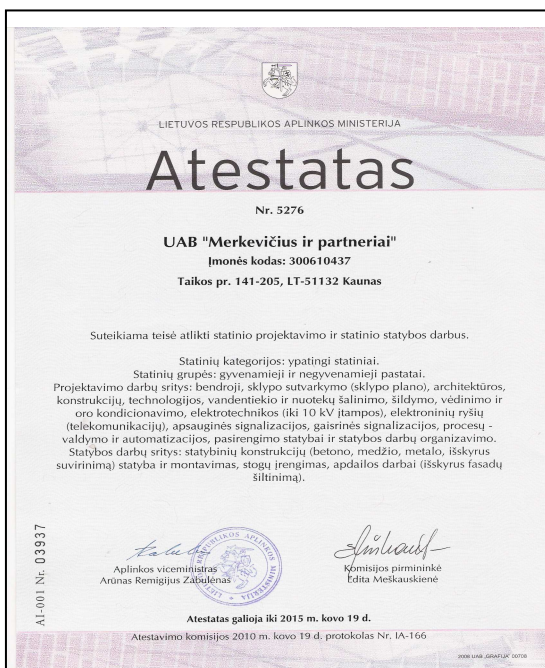 LIETUVOS RESPUBLIKOS APLINKOS MINISTERIJA
Atestatas
Nr. 5276
UAB "Merkevičius ir partneriai"
Įmonės kodas: 300610437
Taikos pr. 141-205, LT-51132 Kaunas
Suteikiama teisė atlikti statinio projektavimo ir statinio statybos darbus.
Statinių kategorijos: ypatingi statiniai.
Statinių grupės: gyvenamieji ir negyvenamieji pastatai.
Projektavimo darbų sritys: bendroji, sklypo sutvarkymo (sklypo plano), architektūros,
konstrukcijų, technologijos, vandentiekio ir nuotekų šalinimo, šildymo, vėdinimo ir
oro kondicionavimo, elektrotechnikos (iki 10 kV įtampos), elektroninių ryšių
(telekomunikacijų), apsauginės signalizacijos, gaisrinės signalizacijos, procesų -
valdymo ir automatizacijos, pasirengimo statybai ir statybos darbų organizavimo.
Statybos darbų sritys: statybinių konstrukcijų (betono, medžio, metalo, išskyrus
suvirinimą) statyba ir montavimas, stogų įrengimas, apdailos darbai (išskyrus fasadų
šiltinimą).
AI-001 Nr. 03937
Aplinkos viceministras
Arūnas Remigijus Zabulėnas
Komisijos pirmininkė
Edita Meškauskienė
Atestatas galioja iki 2015 m. kovo 19 d.
Atestavimo komisijos 2010 m. kovo 19 d. protokolas Nr. IA-166
2008 UAB „GRAFIJA" 00708